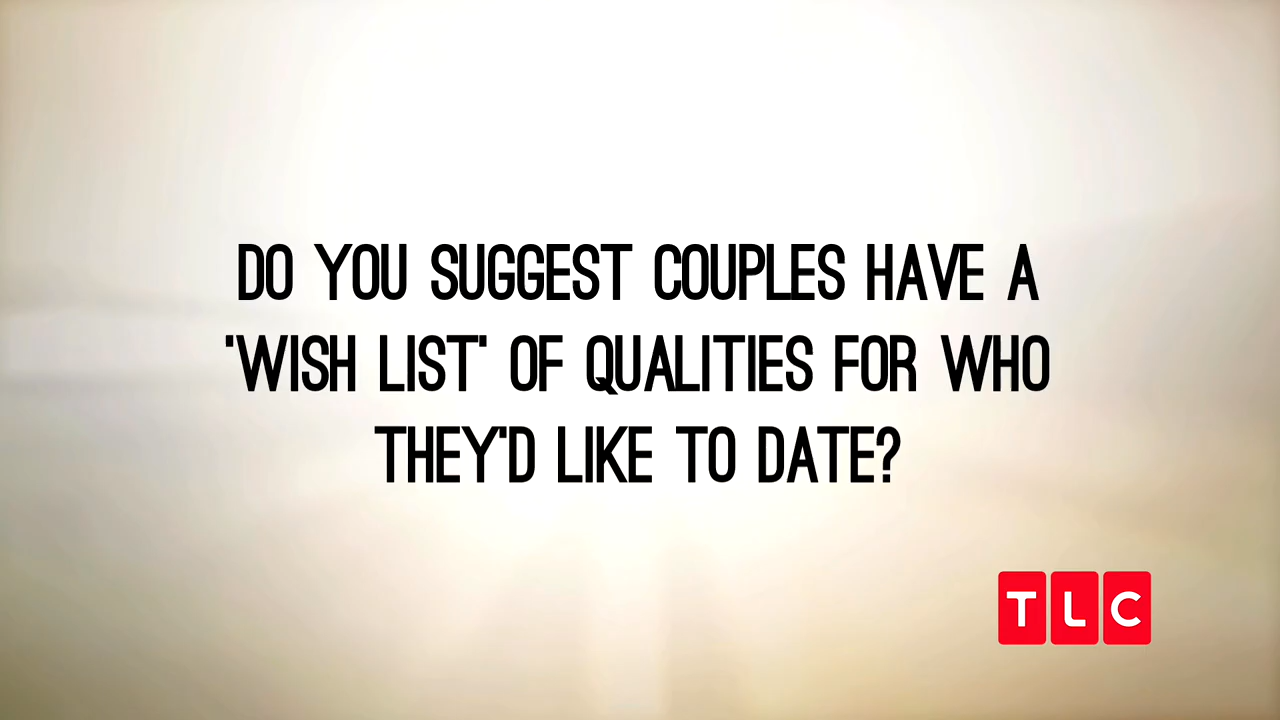 DO YOU SUGGEST COUPLES HAVE A
'WISH LIST' OF QUALITIES FOR WHO
THEY'D LIKE TO DATE?
TLC